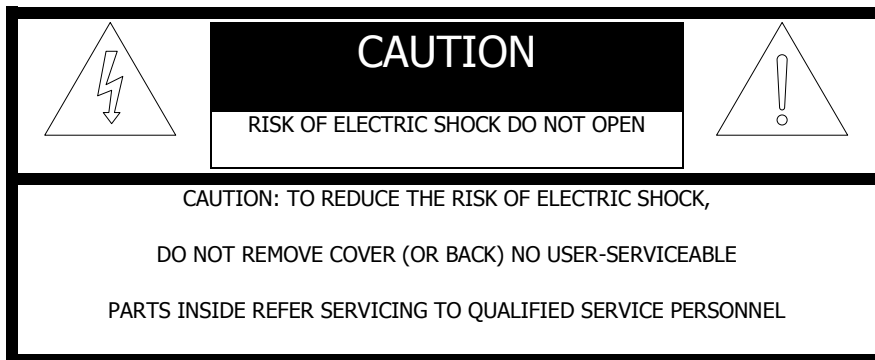 CAUTION
RISK OF ELECTRIC SHOCK DO NOT OPEN
CAUTION: TO REDUCE THE RISK OF ELECTRIC SHOCK,
DO NOT REMOVE COVER (OR BACK) NO USER-SERVICEABLE
PARTS INSIDE REFER SERVICING TO QUALIFIED SERVICE PERSONNEL